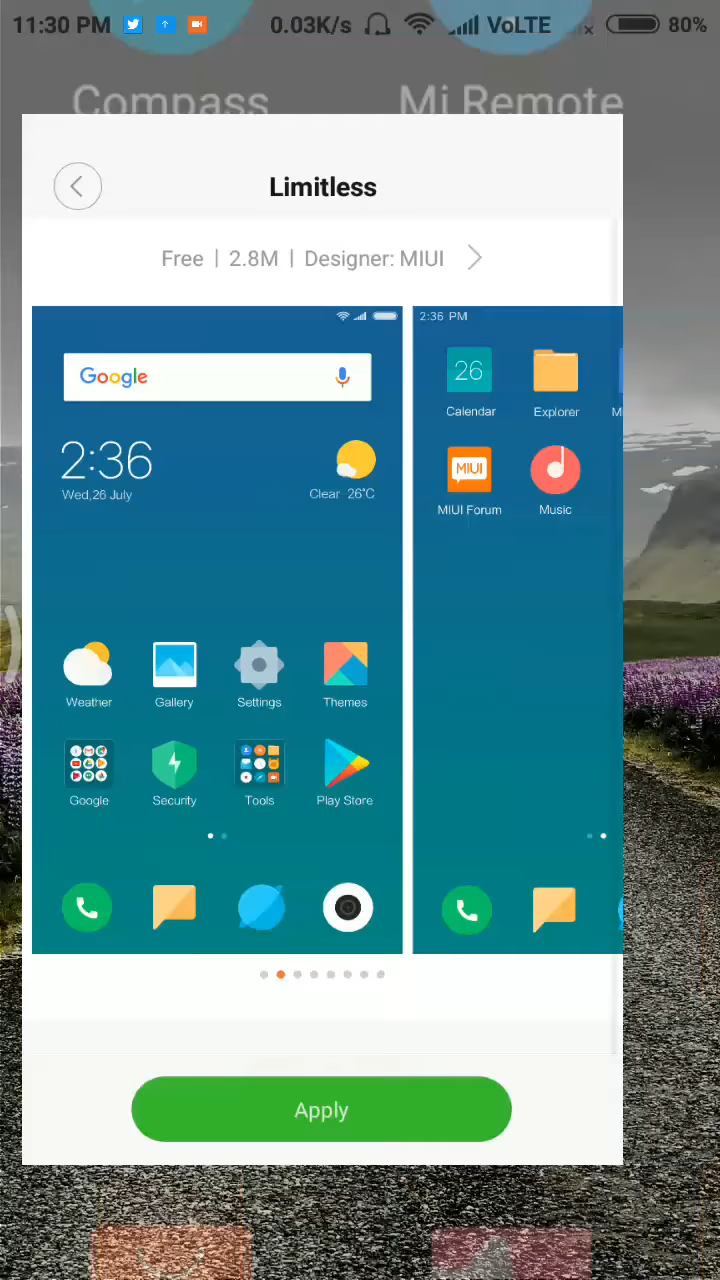 11:30 PM 0.03K/s VoLTE 80%
Compass Mi Remote
Limitless
Free | 2.8M | Designer: MIUI
2:36 PM
Google
26
Calendar Explorer M
2:36
Wed,26 July
Clear 26°C
MIUI
MIUI Forum Music
Weather Gallery Settings Themes
Google Security Tools Play Store
Apply